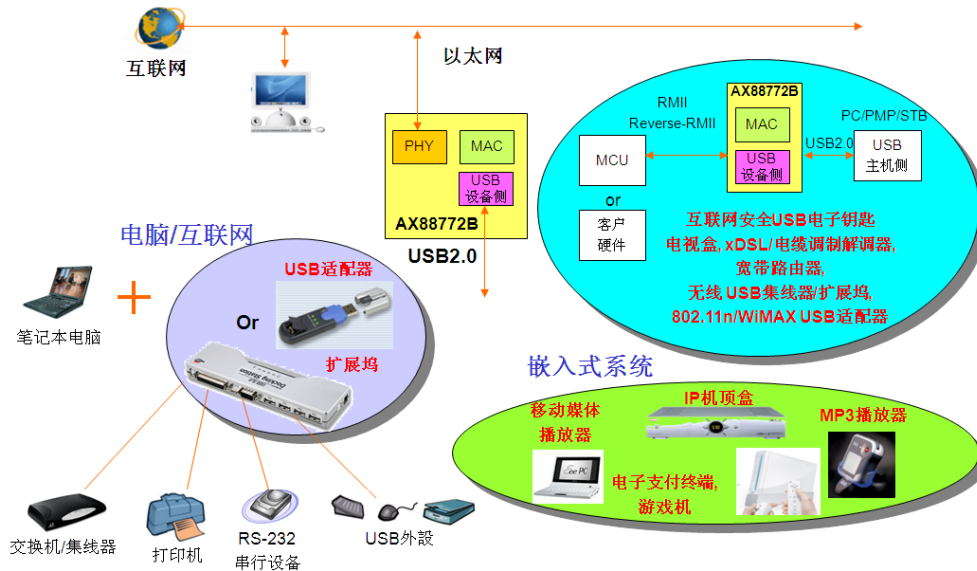 互联网
以太网
PHY
MAC
USB
设备侧
AX88772B
USB2.0
RMII
Reverse-RMII
AX88772B
MAC
USB
设备侧
PC/PMP/STB
USB2.0
MCU
USB
主机侧
or
客户
硬件
互联网安全USB电子钥匙
电视盒, xDSL/电缆调制解调器,
宽带路由器,
无线 USB集线器/扩展坞,
802.11n/WiMAX USB适配器
电脑/互联网
USB适配器
Or
扩展坞
Docking Station
笔记本电脑
+
交换机/集线器
打印机
RS-232
串行设备
USB外設
嵌入式系统
移动媒体
播放器
IP机顶盒
MP3播放器
Eee PC
电子支付终端,
游戏机